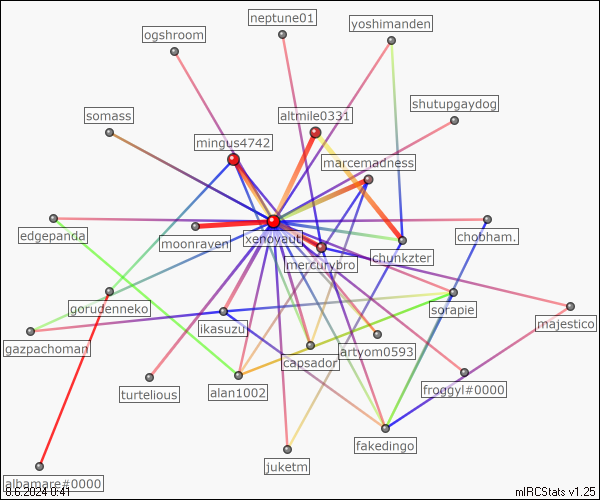 neptune01
yoshimanden
ogshroom
shutupgaydog
somass
altmile0331
mingus4742
marcemadness
edgepanda
moonraven
xenoyaut
chobham.
chunkzter
mercurybro
gorudenneko
sorapie
majestico
ikasuzu
gazpachoman
capsador
artyom0593
turtelious
alan1002
froggyl#0000
fakedingo
juketm
albamare#0000
8.6.2024 0:41
mIRCStats v1.25